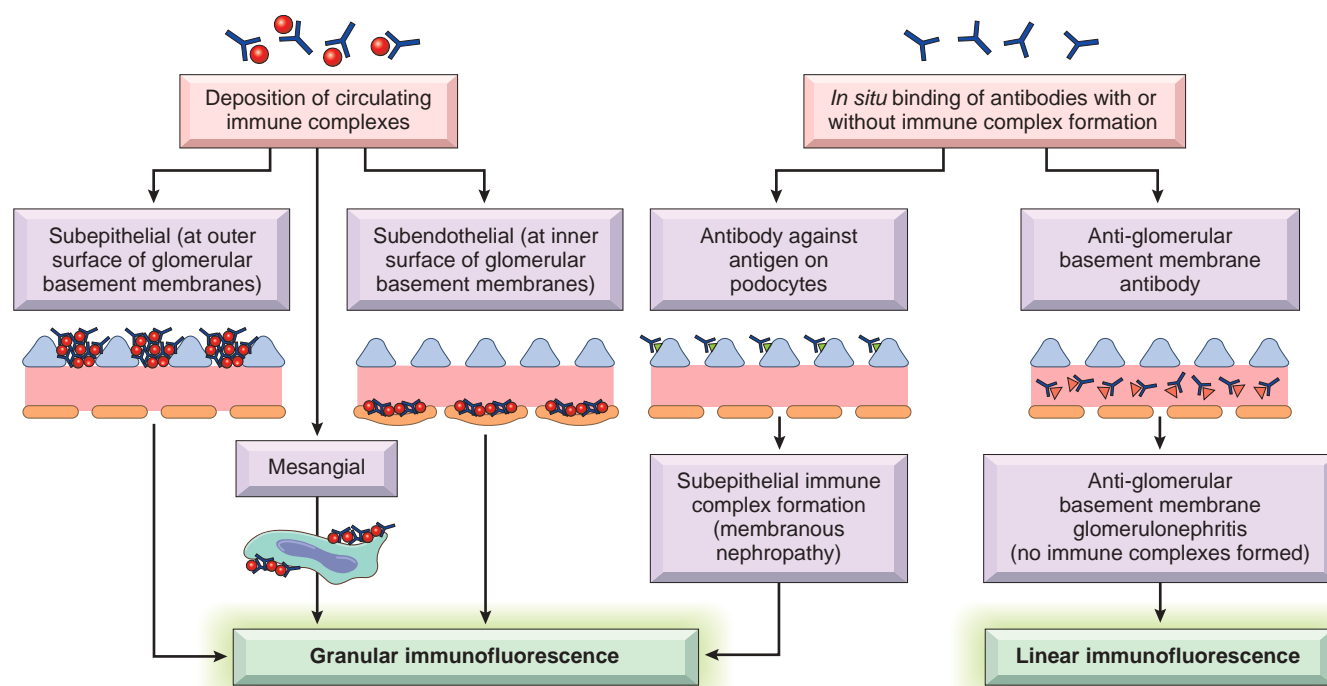 Deposition of circulating
immune complexes
In situ binding of antibodies with or
without immune complex formation
Subepithelial (at outer
surface of glomerular
basement membranes)
Subendothelial (at inner
surface of glomerular
basement membranes)
Antibody against
antigen on
podocytes
Anti-glomerular
basement membrane
antibody
Mesangial
Subepithelial immune
complex formation
(membranous
nephropathy)
Anti-glomerular
basement membrane
glomerulonephritis
(no immune complexes formed)
Granular immunofluorescence
Linear immunofluorescence